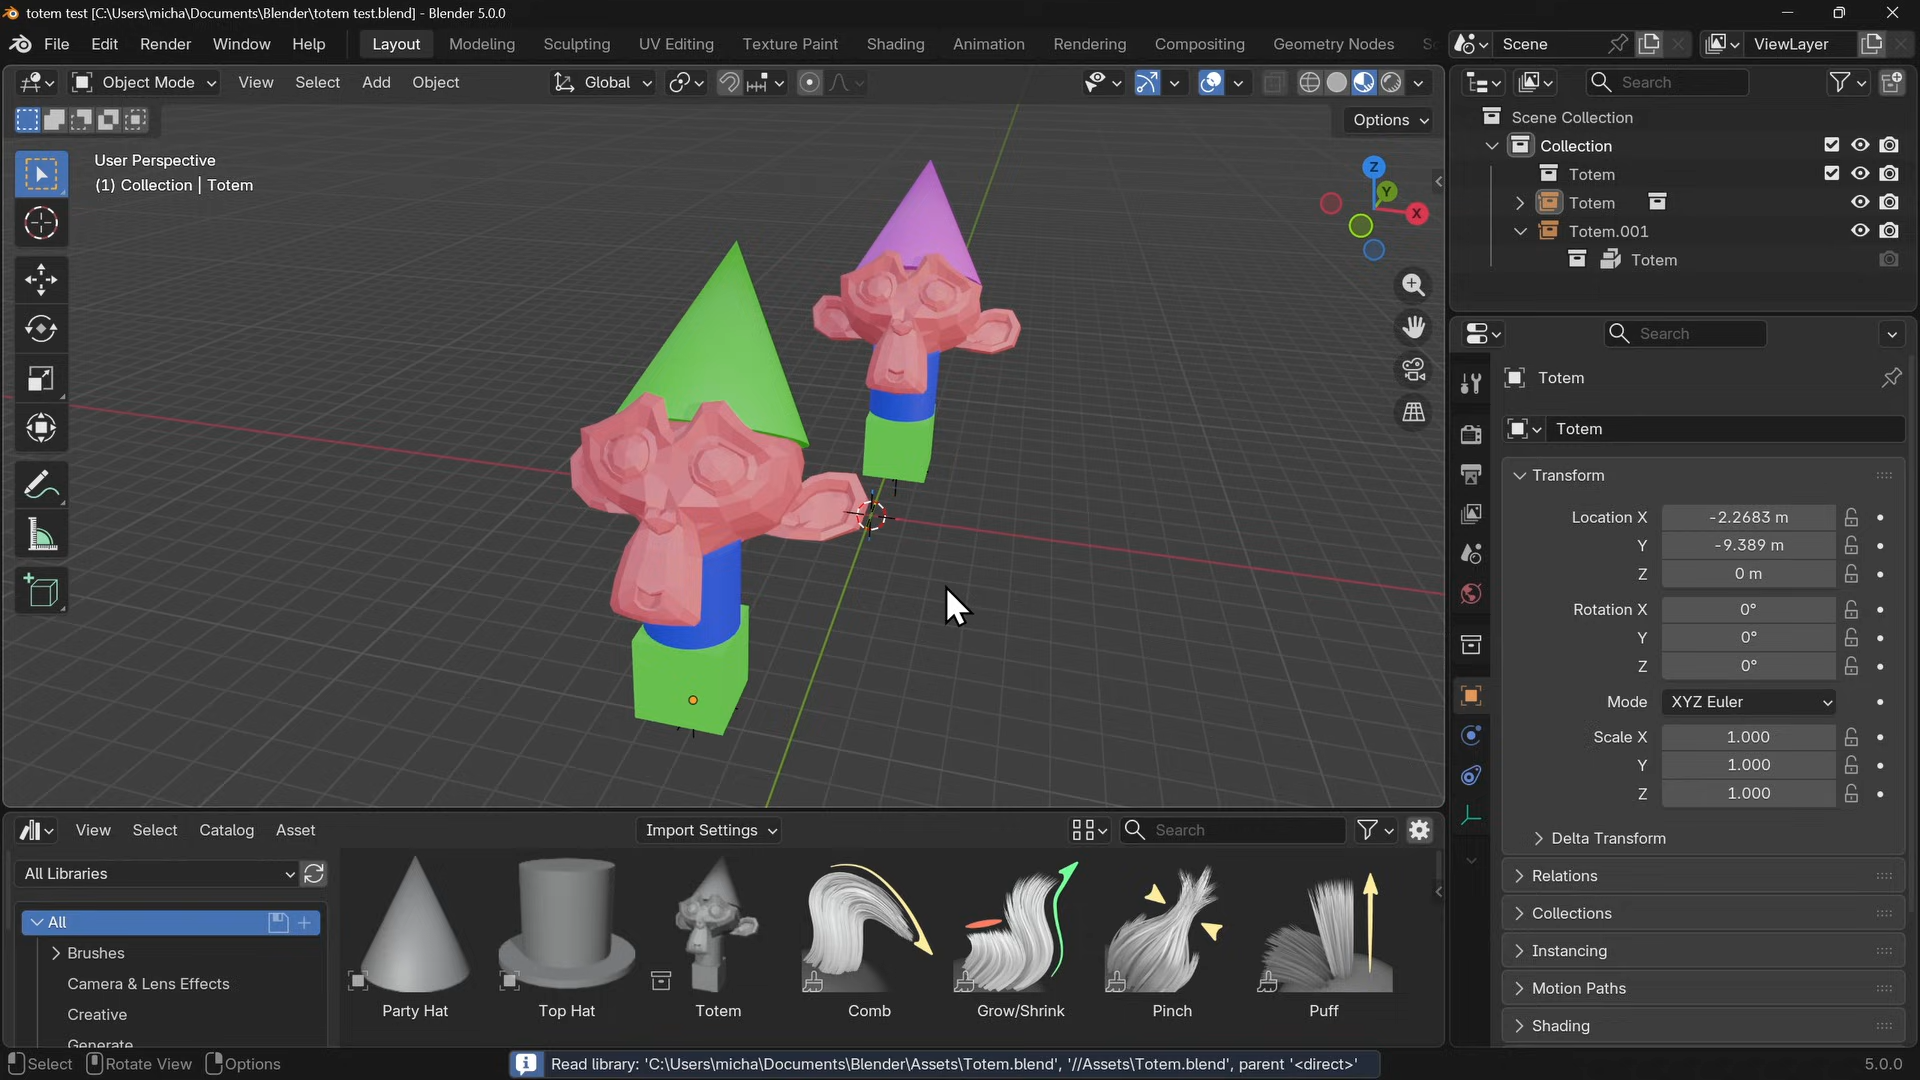 totem test [C:\Users\micha\Documents\Blender\totem test.blend] - Blender 5.0.0
File Edit Render Window Help Layout Modeling Sculpting UV Editing Texture Paint Shading Animation Rendering Compositing Geometry Nodes Sc Scene ViewLayer
Object Mode View Select Add Object Global Search
Options
User Perspective
(1) Collection | Totem
Z
Y
X
Scene Collection
Collection
Totem
Totem
Totem.001
Totem
Search
Totem
Totem
Transform
Location X -2.2683 m
Y -9.389 m
Z 0 m
Rotation X 0°
Y 0°
Z 0°
Mode XYZ Euler
Scale X 1.000
Y 1.000
Z 1.000
Delta Transform
Relations
Collections
Instancing
Motion Paths
Shading
View Select Catalog Asset Import Settings Search
All Libraries
All
Brushes
Camera & Lens Effects
Creative
Generate
Party Hat Top Hat Totem Comb Grow/Shrink Pinch Puff
Select Rotate View Options Read library: 'C:\Users\micha\Documents\Blender\Assets\Totem.blend', '//Assets\Totem.blend', parent '<direct>' 5.0.0